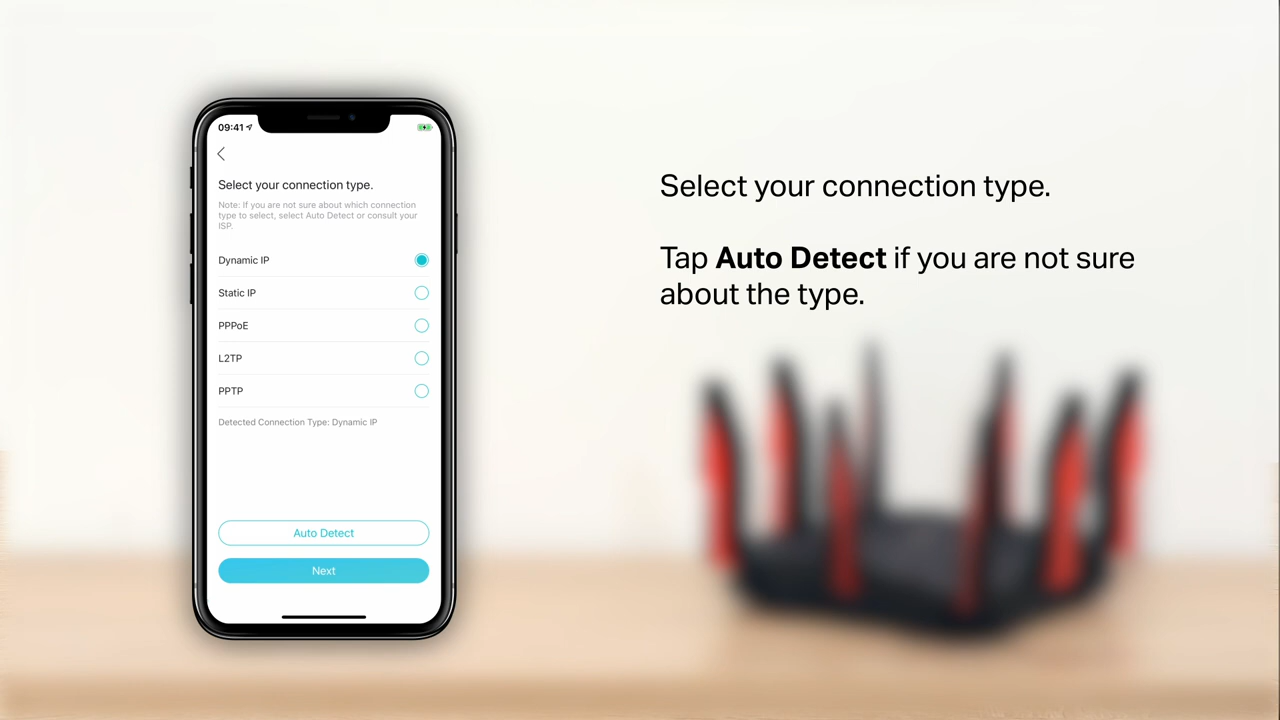 09:41
Select your connection type.
Note: If you are not sure about which connection
type to select, select Auto Detect or consult your
ISP.
Dynamic IP
Static IP
PPPoE
L2TP
PPTP
Detected Connection Type: Dynamic IP
Auto Detect
Next
Select your connection type.
Tap Auto Detect if you are not sure
about the type.